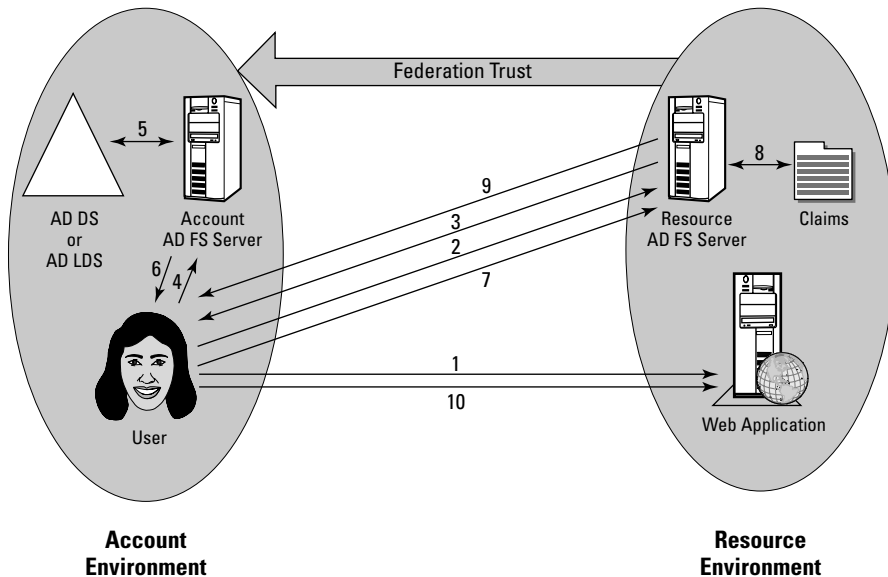 Federation Trust
5
8
9
3
2
7
AD DS
or
AD LDS
Account
AD FS Server
Resource
AD FS Server
Claims
6
4
1
10
User
Web Application
Account
Environment
Resource
Environment